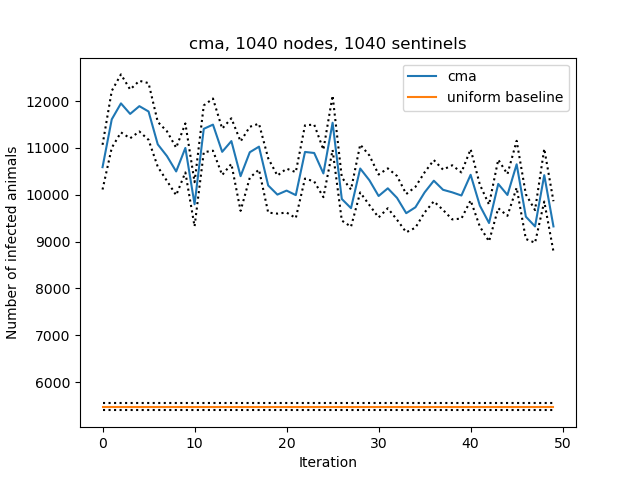 cma, 1040 nodes, 1040 sentinels
cma
uniform baseline
Number of infected animals
12000
11000
10000
9000
8000
7000
6000
0 10 20 30 40 50
Iteration